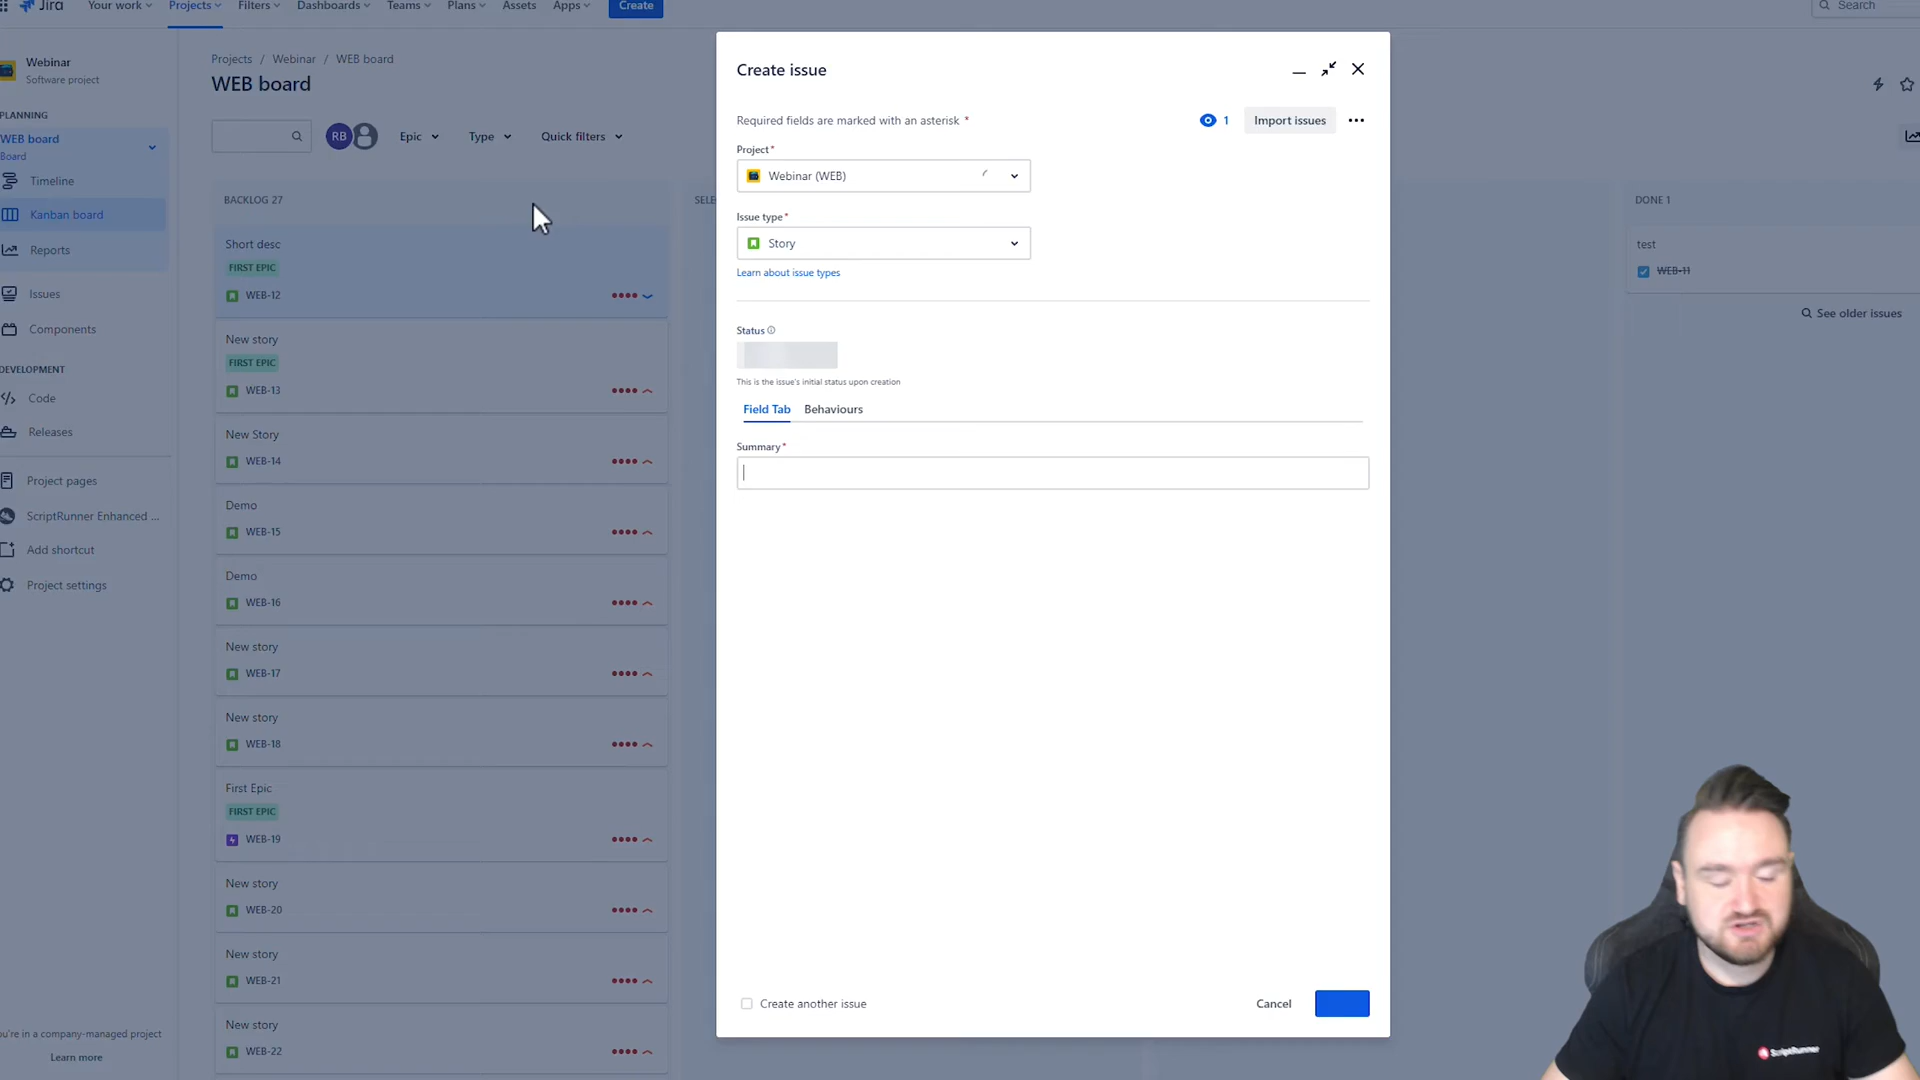 Jira
Your work
Projects
Filters
Dashboards
Teams
Plans
Assets
Apps
Create
Search
Webinar
Software project
PLANNING
WEB board
Board
Timeline
Kanban board
Reports
Issues
Components
DEVELOPMENT
Code
Releases
Project pages
ScriptRunner Enhanced ...
Add shortcut
Project settings
You're in a company-managed project
Learn more
Projects / Webinar / WEB board
WEB board
RB
Epic
Type
Quick filters
BACKLOG 27
Short desc
FIRST EPIC
WEB-12
New story
FIRST EPIC
WEB-13
New Story
WEB-14
Demo
WEB-15
Demo
WEB-16
New story
WEB-17
New story
WEB-18
First Epic
FIRST EPIC
WEB-19
New story
WEB-20
New story
WEB-21
New story
WEB-22
SELE
Create issue
Required fields are marked with an asterisk *
1
Import issues
Project*
Webinar (WEB)
Issue type*
Story
Learn about issue types
Status
This is the issue's initial status upon creation
Field Tab
Behaviours
Summary*
Create another issue
Cancel
DONE 1
test
WEB-11
See older issues
ScriptRunner